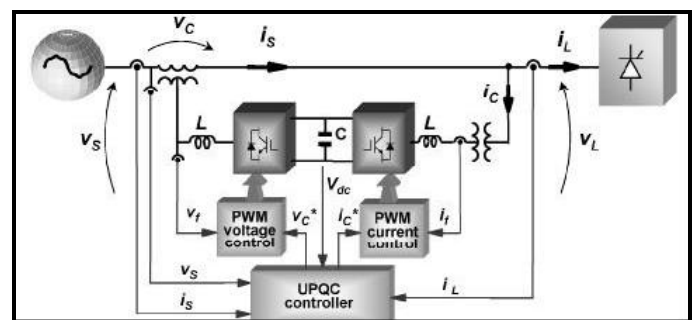 v_C
i_S
i_L
i_C
v_S
L
C
L
v_L
V_dc
v_f
PWM voltage control
v_C*
i_C*
PWM current control
i_f
v_S
i_S
UPQC controller
i_L